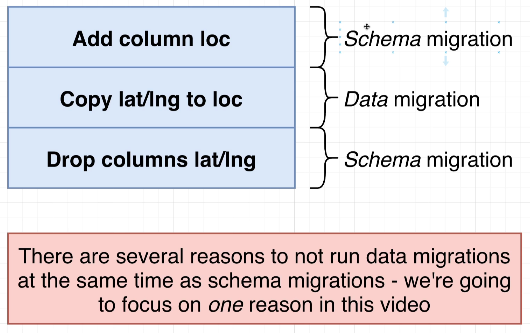 Add column loc
Schema migration
Copy lat/lng to loc
Data migration
Drop columns lat/lng
Schema migration
There are several reasons to not run data migrations
at the same time as schema migrations - we're going
to focus on one reason in this video